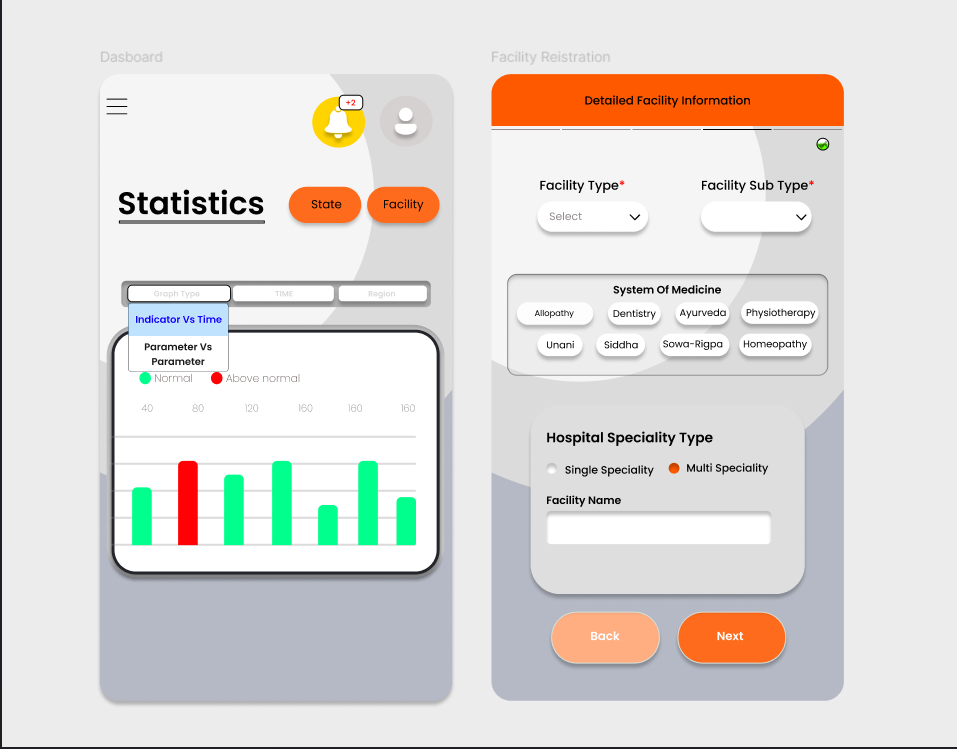 Dasboard
+2
Statistics
State
Facility
Graph Type
TIME
Region
Indicator Vs Time
Parameter Vs
Parameter
Normal
Above normal
40 80 120 160 160 160
Facility Reistration
Detailed Facility Information
Facility Type*
Facility Sub Type*
Select
System Of Medicine
Allopathy
Dentistry
Ayurveda
Physiotherapy
Unani
Siddha
Sowa-Rigpa
Homeopathy
Hospital Speciality Type
Single Speciality
Multi Speciality
Facility Name
Back
Next